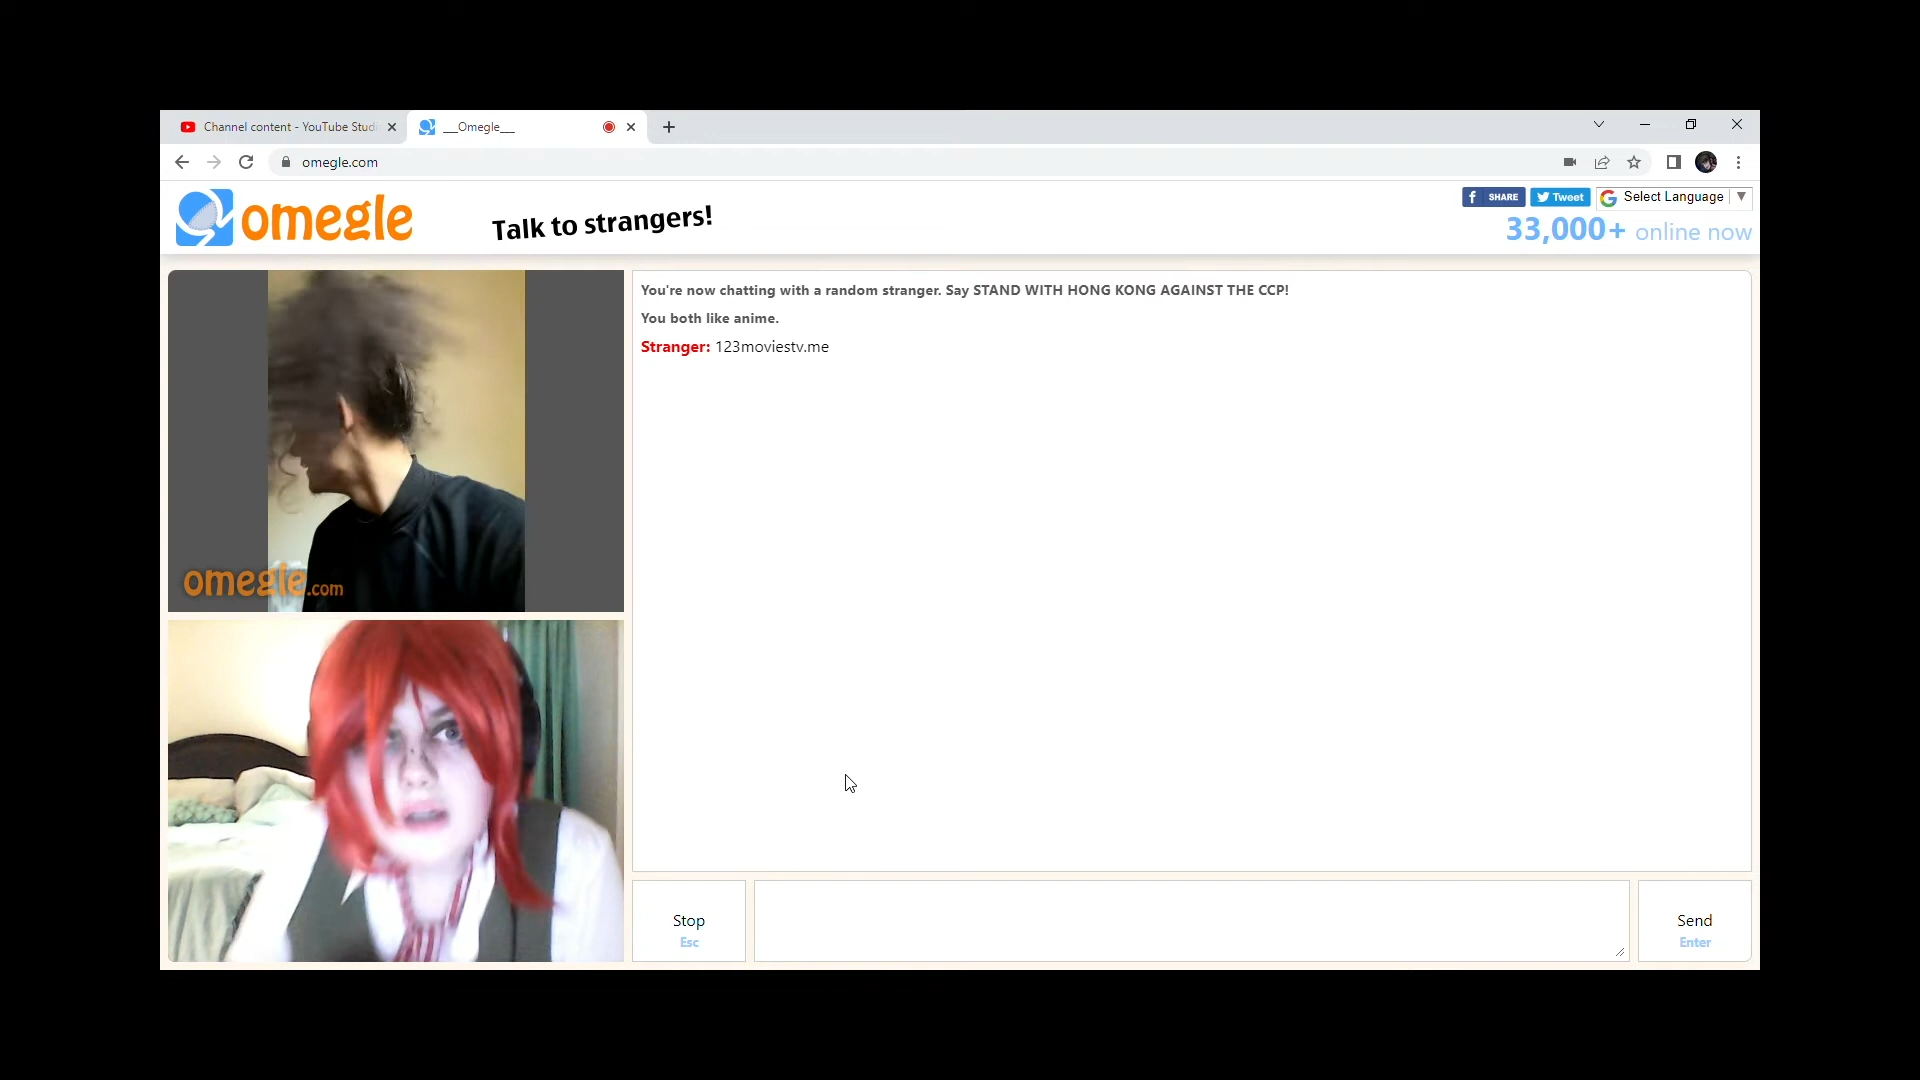 Channel content - YouTube Stud
___Omegle___
omegle.com
omegle
Talk to strangers!
SHARE
Tweet
Select Language
33,000+ online now
You're now chatting with a random stranger. Say STAND WITH HONG KONG AGAINST THE CCP!
You both like anime.
Stranger: 123moviestv.me
omegle.com
Stop
Esc
Send
Enter